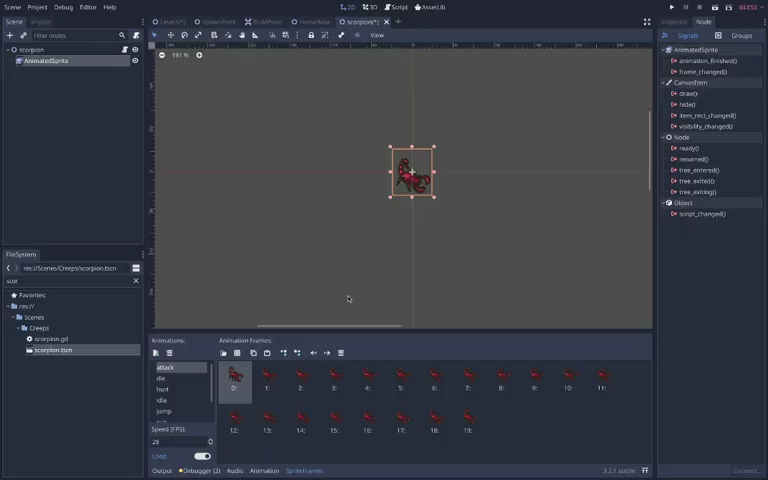 Scene Project Debug Editor Help
2D 3D Script AssetLib
GLES3
Scene Import
Level1(*) SpawnPoint BuildPoint HomeBase scorpion(*)
Inspector Node
Filter nodes
View
Signals Groups
scorpion
AnimatedSprite
191 %
AnimatedSprite
animation_finished()
frame_changed()
CanvasItem
draw()
hide()
item_rect_changed()
visibility_changed()
Node
ready()
renamed()
tree_entered()
tree_exited()
tree_exiting()
Object
script_changed()
FileSystem
res://Scenes/Creeps/scorpion.tscn
scor
Favorites:
res://
Scenes
Creeps
scorpion.gd
scorpion.tscn
Animations:
Animation Frames:
attack
die
hurt
idle
jump
Speed (FPS):
28
Loop
0: 1: 2: 3: 4: 5: 6: 7: 8: 9: 10: 11:
12: 13: 14: 15: 16: 17: 18: 19:
Output Debugger (2) Audio Animation SpriteFrames
3.2.1.stable
Connect...